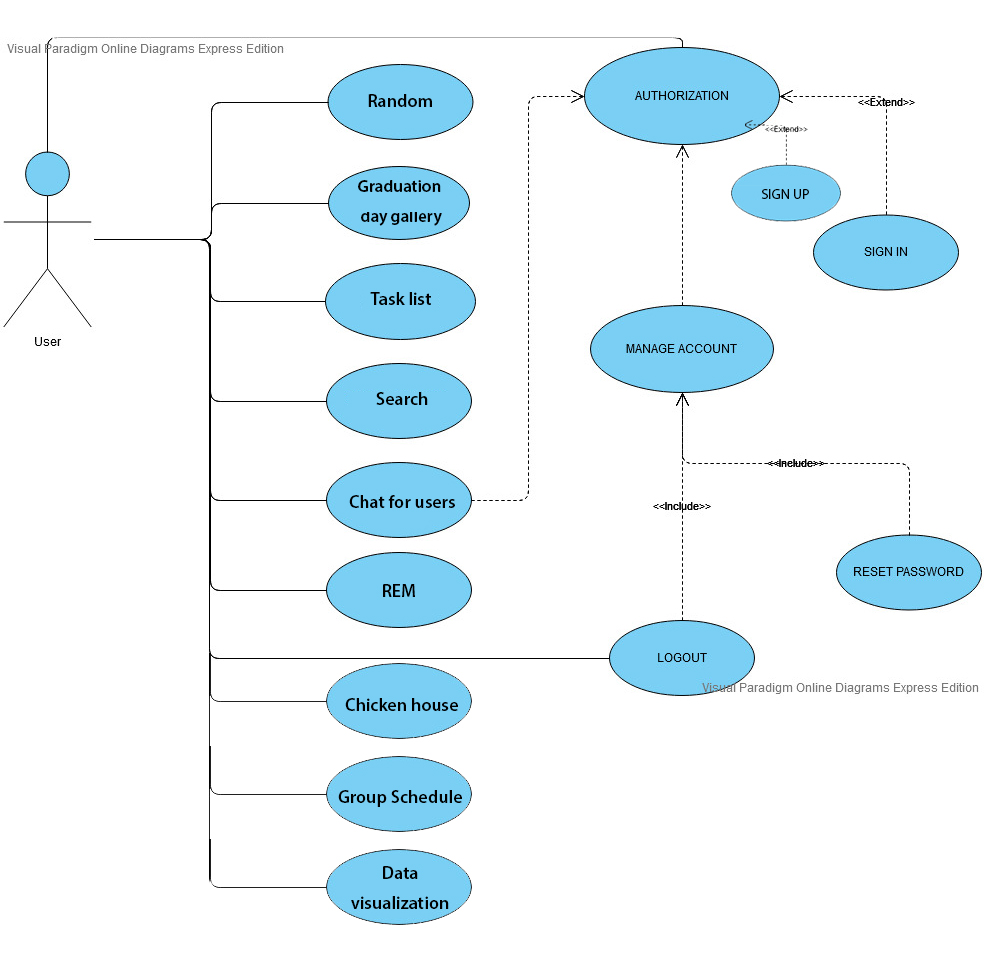 Visual Paradigm Online Diagrams Express Edition
Random
AUTHORIZATION
<<Extend>>
<<Extend>>
Graduation
day gallery
SIGN UP
SIGN IN
Task list
User
MANAGE ACCOUNT
Search
<<Include>>
Chat for users
<<Include>>
REM
RESET PASSWORD
LOGOUT
Visual Paradigm Online Diagrams Express Edition
Chicken house
Group Schedule
Data
visualization